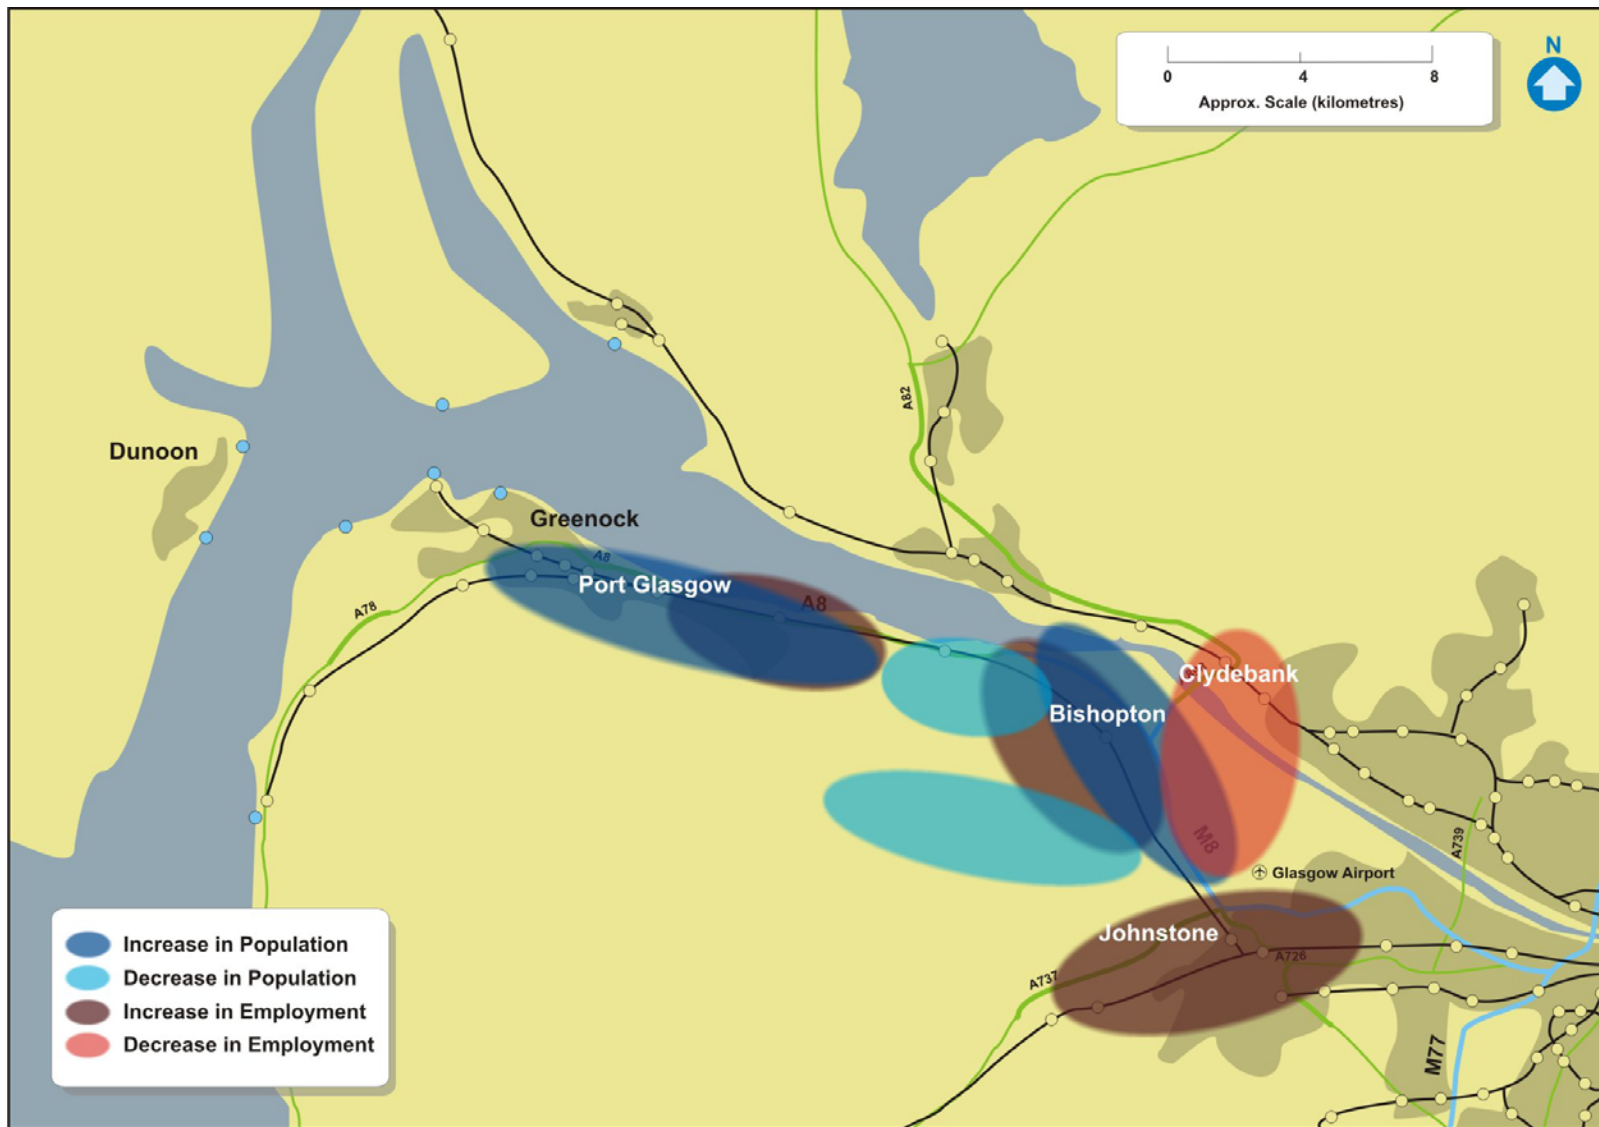 N
0 4 8
Approx. Scale (kilometres)
A82
Dunoon
Greenock
A8
Port Glasgow
A8
A78
Clydebank
Bishopton
M8
A739
Glasgow Airport
Johnstone
A726
A737
M77
Increase in Population
Decrease in Population
Increase in Employment
Decrease in Employment